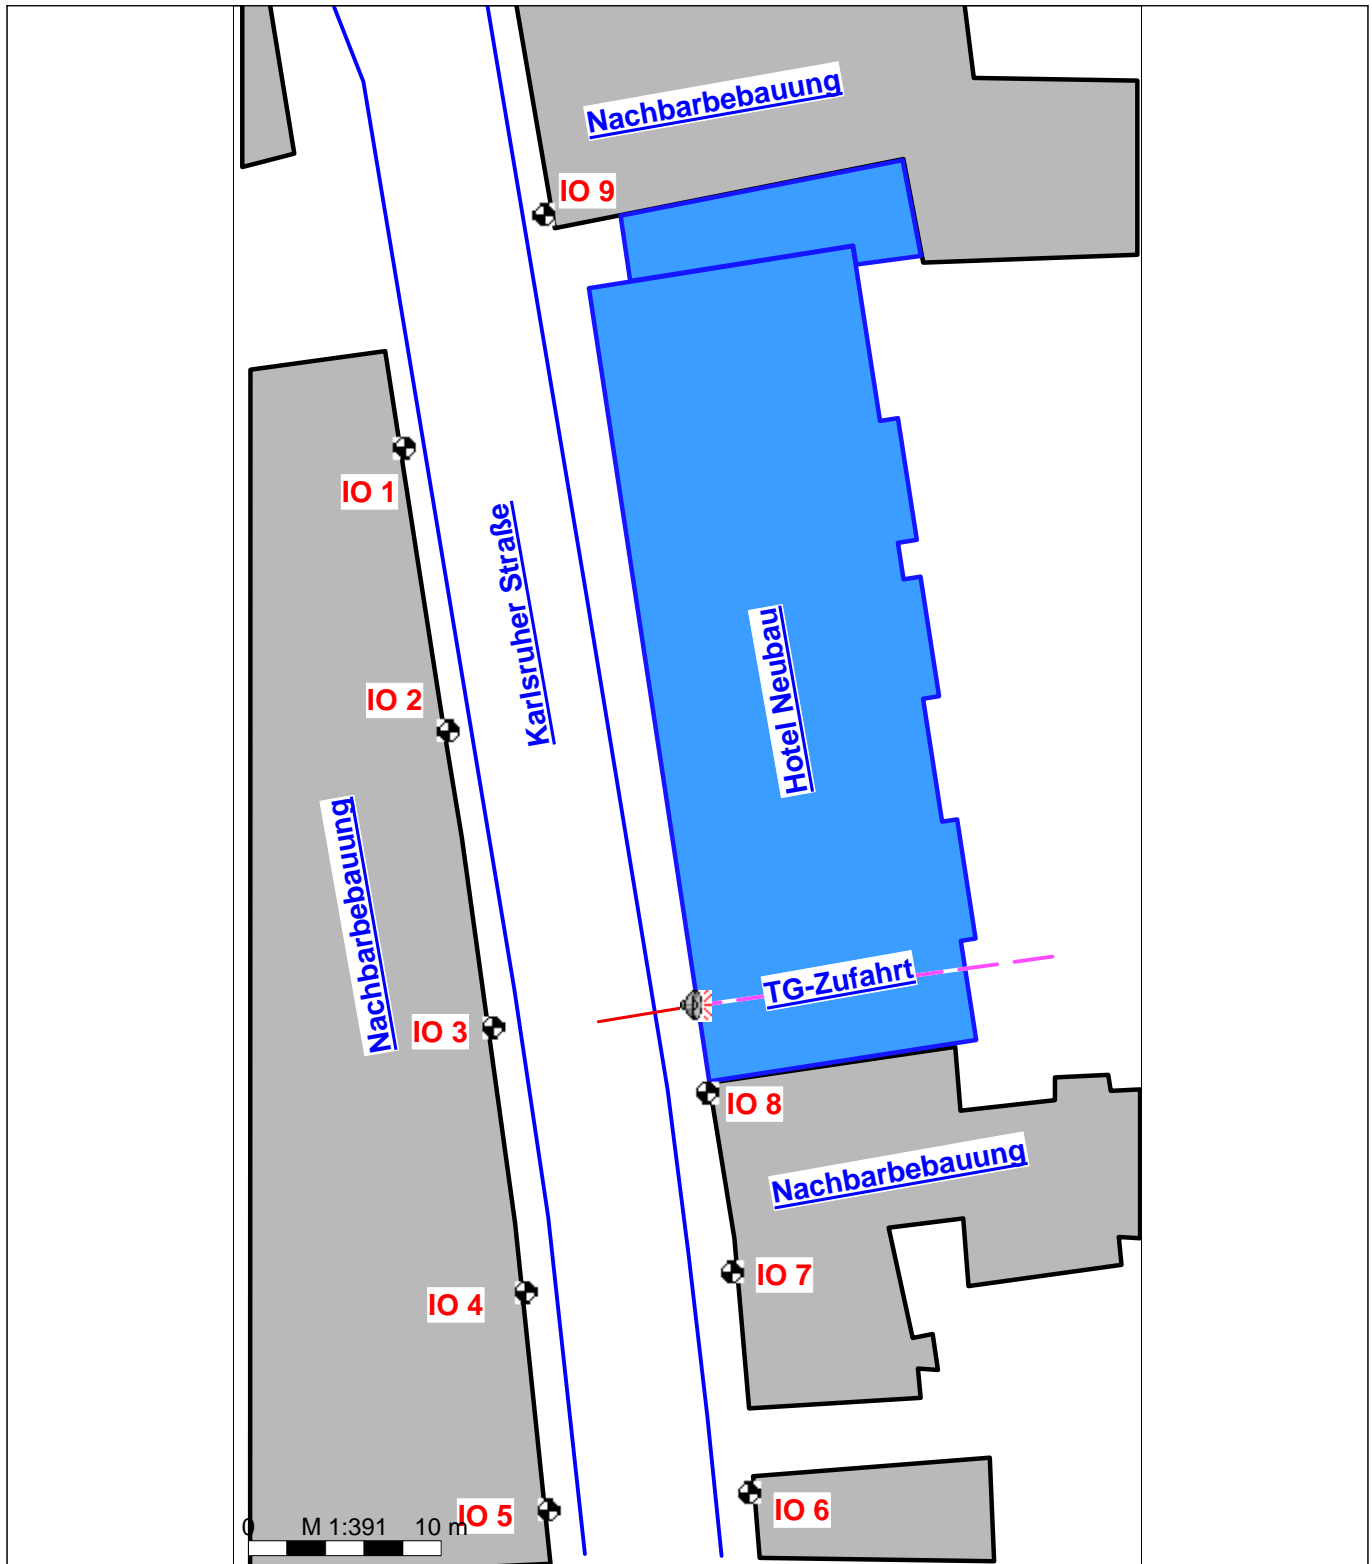 Nachbarbebauung
IO 9
IO 1
Karlsruher Straße
Hotel Neubau
IO 2
Nachbarbebauung
TG-Zufahrt
IO 3
IO 8
Nachbarbebauung
IO 7
IO 4
IO 5
IO 6
0 M 1:391 10 m